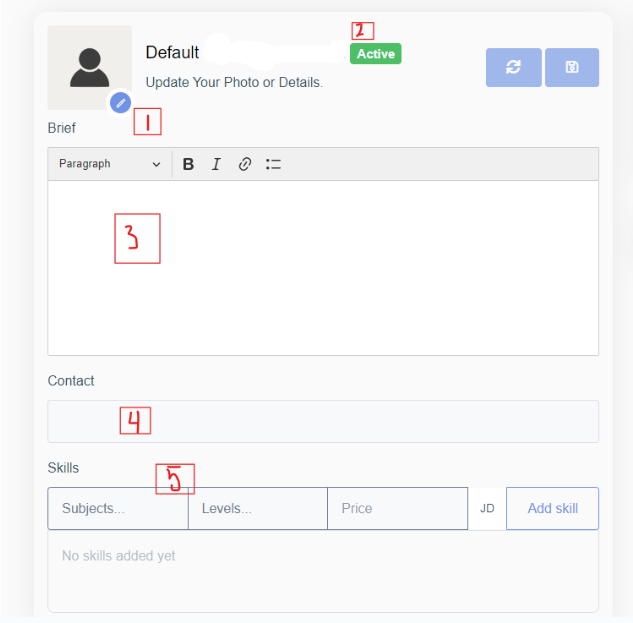 2
Default
Active
Update Your Photo or Details.
1
Brief
Paragraph B I
3
Contact
4
Skills
5
Subjects... Levels... Price JD Add skill
No skills added yet